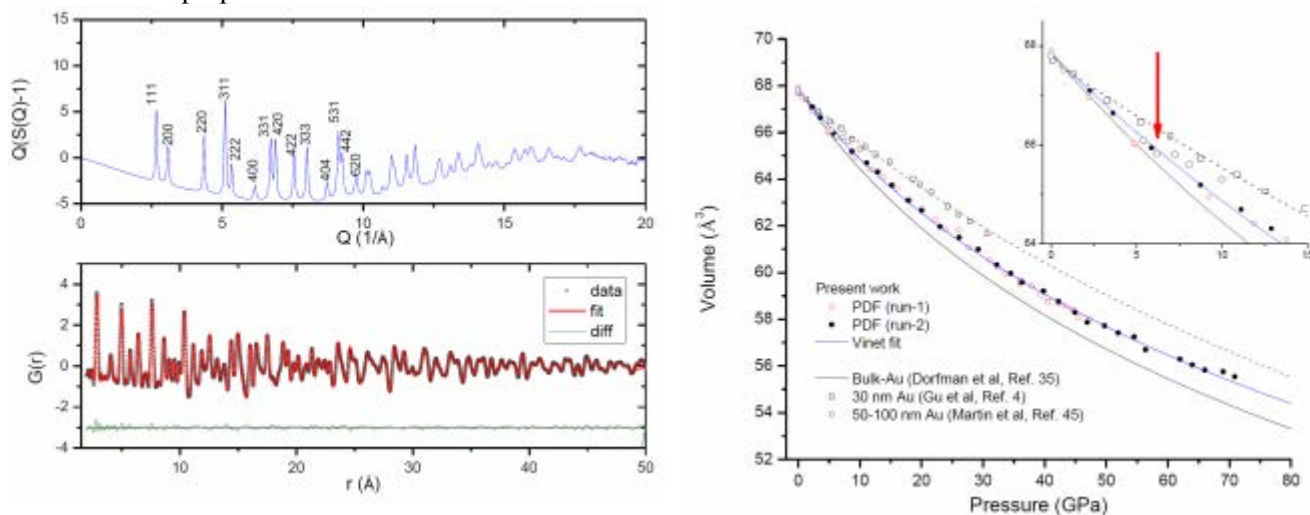 15
10
5
0
-5
Q(S(Q)-1)
111
200
220
311
222
400
331
420
422
333
404
531
442
620
0 5 10 15 20
Q (1/Å)
6
4
2
0
-2
-4
G(r)
data
fit
diff
10 20 30 40 50
r (Å)
70
68
66
64
62
60
58
56
54
52
Volume (Å³)
68
66
64
0 5 10 15
Present work
PDF (run-1)
PDF (run-2)
Vinet fit
Bulk-Au (Dorfman et al, Ref. 35)
30 nm Au (Gu et al, Ref. 4)
50-100 nm Au (Martin et al, Ref. 45)
0 10 20 30 40 50 60 70 80
Pressure (GPa)